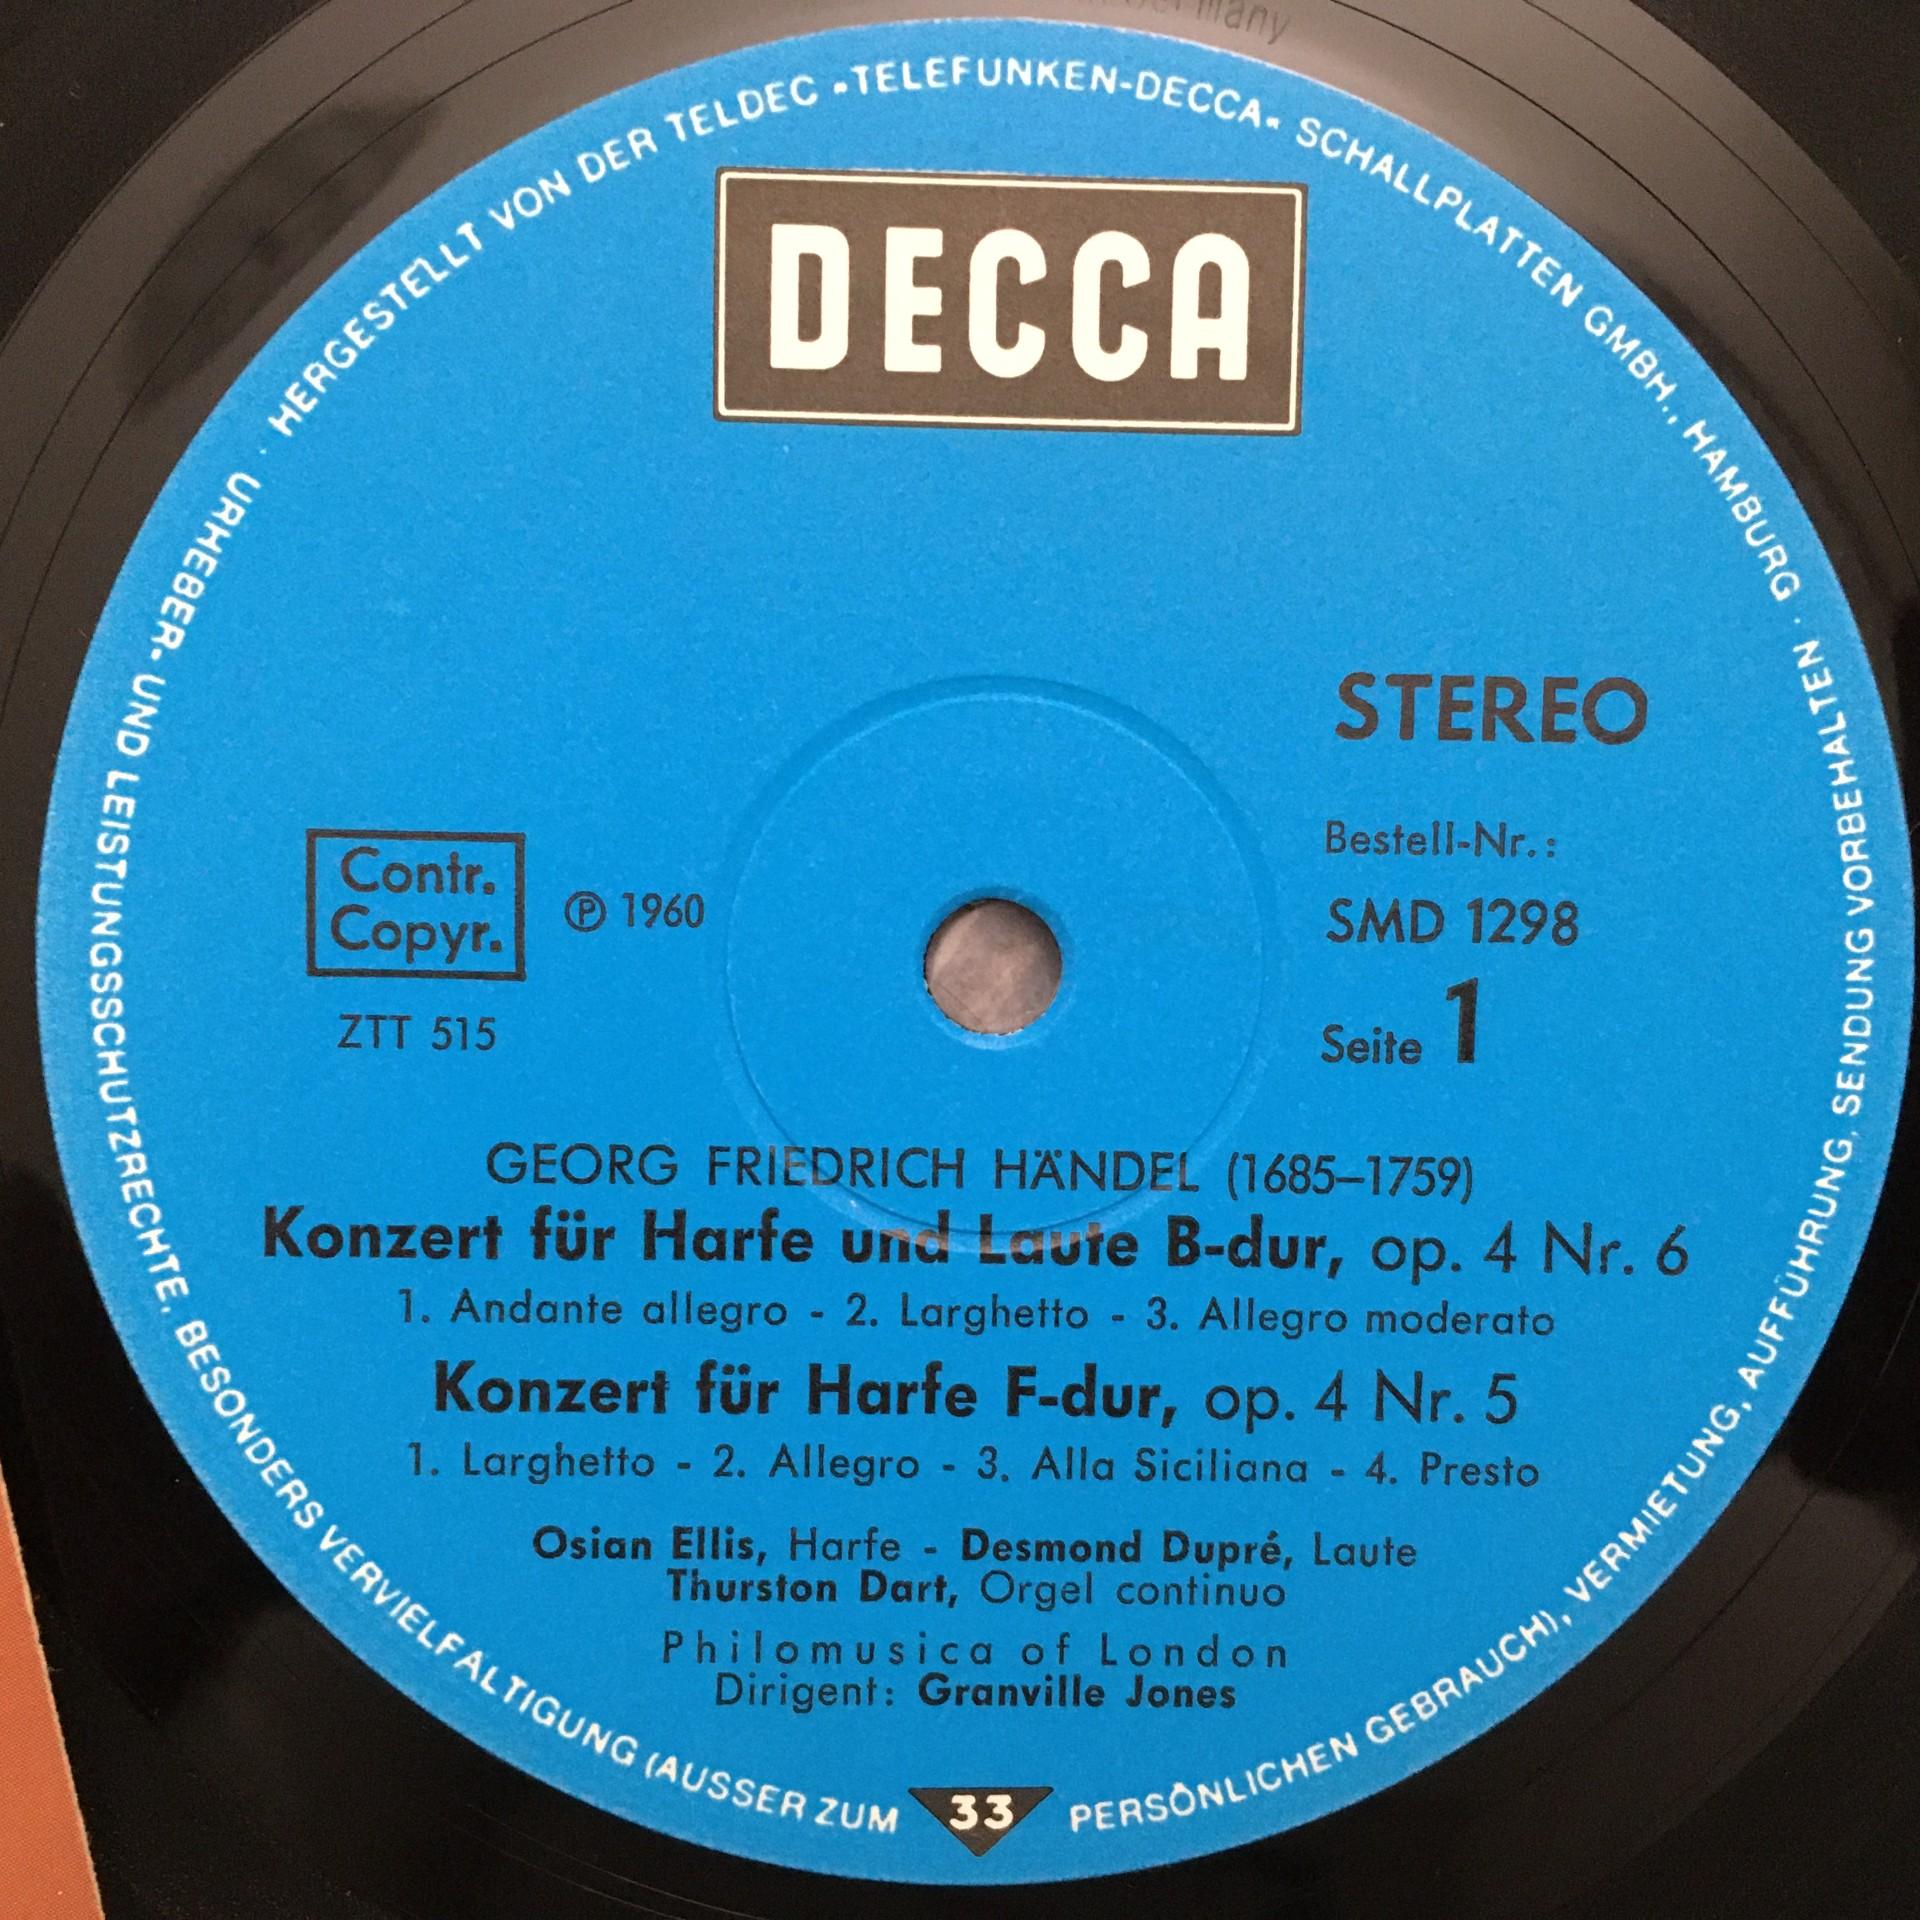 many
HERGESTELLT VON DER TELDEC »TELEFUNKEN-DECCA« SCHALLPLATTEN GMBH., HAMBURG ·
DECCA
STEREO
Bestell-Nr.:
SMD 1298
Seite 1
Contr.
Copyr.
℗ 1960
ZTT 515
GEORG FRIEDRICH HÄNDEL (1685–1759)
Konzert für Harfe und Laute B-dur, op. 4 Nr. 6
1. Andante allegro - 2. Larghetto - 3. Allegro moderato
Konzert für Harfe F-dur, op. 4 Nr. 5
1. Larghetto - 2. Allegro - 3. Alla Siciliana - 4. Presto
Osian Ellis, Harfe - Desmond Dupré, Laute
Thurston Dart, Orgel continuo
Philomusica of London
Dirigent: Granville Jones
33
URHEBER- UND LEISTUNGSSCHUTZRECHTE, BESONDERS VERVIELFALTIGUNG (AUSSER ZUM PERSÖNLICHEN GEBRAUCH), VERMIETUNG, AUFFÜHRUNG, SENDUNG VORBEHALTEN